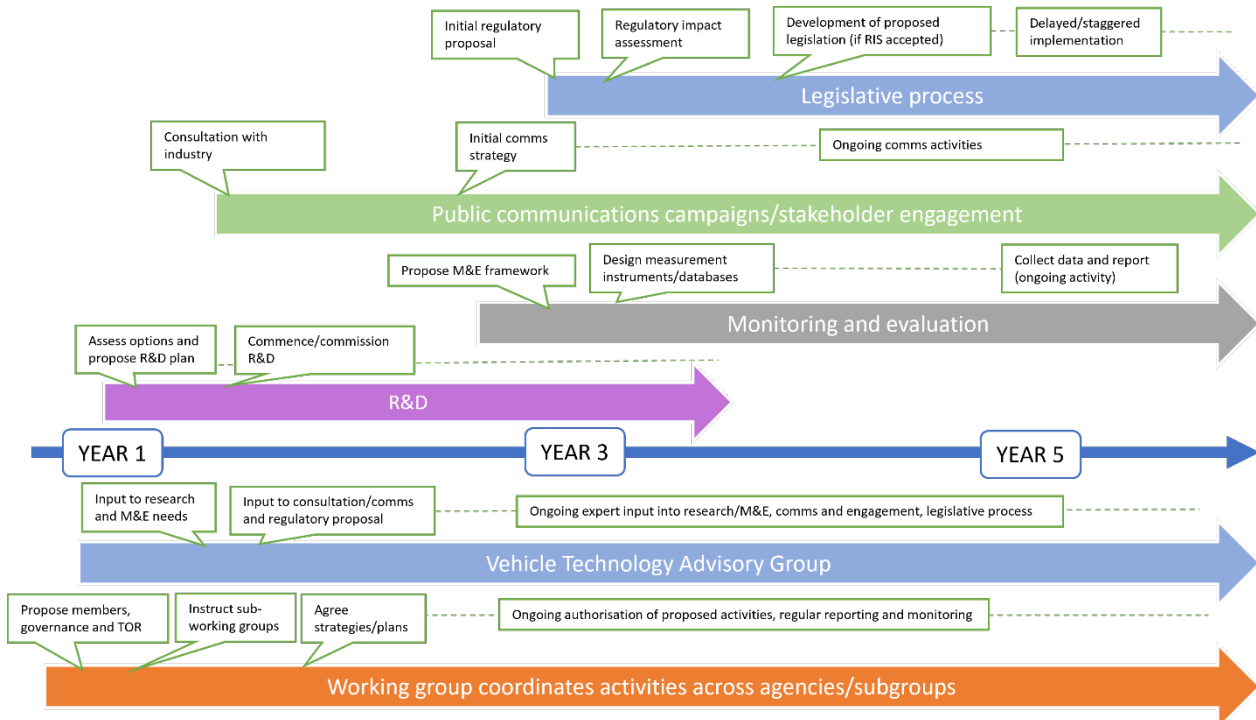 Initial regulatory
proposal
Regulatory impact
assessment
Development of proposed
legislation (if RIS accepted)
Delayed/staggered
implementation
Legislative process
Consultation with
industry
Initial comms
strategy
Ongoing comms activities
Public communications campaigns/stakeholder engagement
Propose M&E framework
Design measurement
instruments/databases
Collect data and report
(ongoing activity)
Monitoring and evaluation
Assess options and
propose R&D plan
Commence/commission
R&D
R&D
YEAR 1
YEAR 3
YEAR 5
Input to research
and M&E needs
Input to consultation/comms
and regulatory proposal
Ongoing expert input into research/M&E, comms and engagement, legislative process
Vehicle Technology Advisory Group
Propose members,
governance and TOR
Instruct sub-
working groups
Agree
strategies/plans
Ongoing authorisation of proposed activities, regular reporting and monitoring
Working group coordinates activities across agencies/subgroups